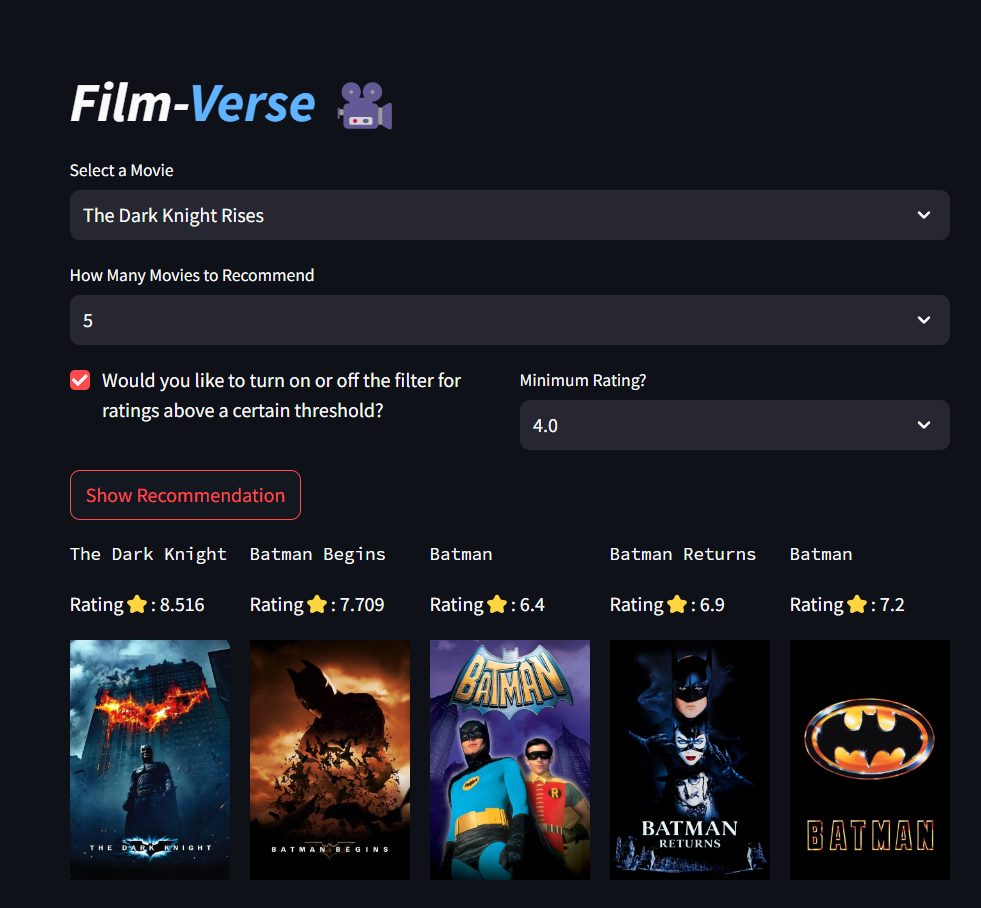 Film-Verse
Select a Movie
The Dark Knight Rises
How Many Movies to Recommend
5
Would you like to turn on or off the filter for
ratings above a certain threshold?
Minimum Rating?
4.0
Show Recommendation
The Dark Knight
Batman Begins
Batman
Batman Returns
Batman
Rating⭐: 8.516
Rating⭐: 7.709
Rating⭐: 6.4
Rating⭐: 6.9
Rating⭐: 7.2
THE DARK KNIGHT
BATMAN BEGINS
BATMAN
R
BATMAN
RETURNS
BATMAN